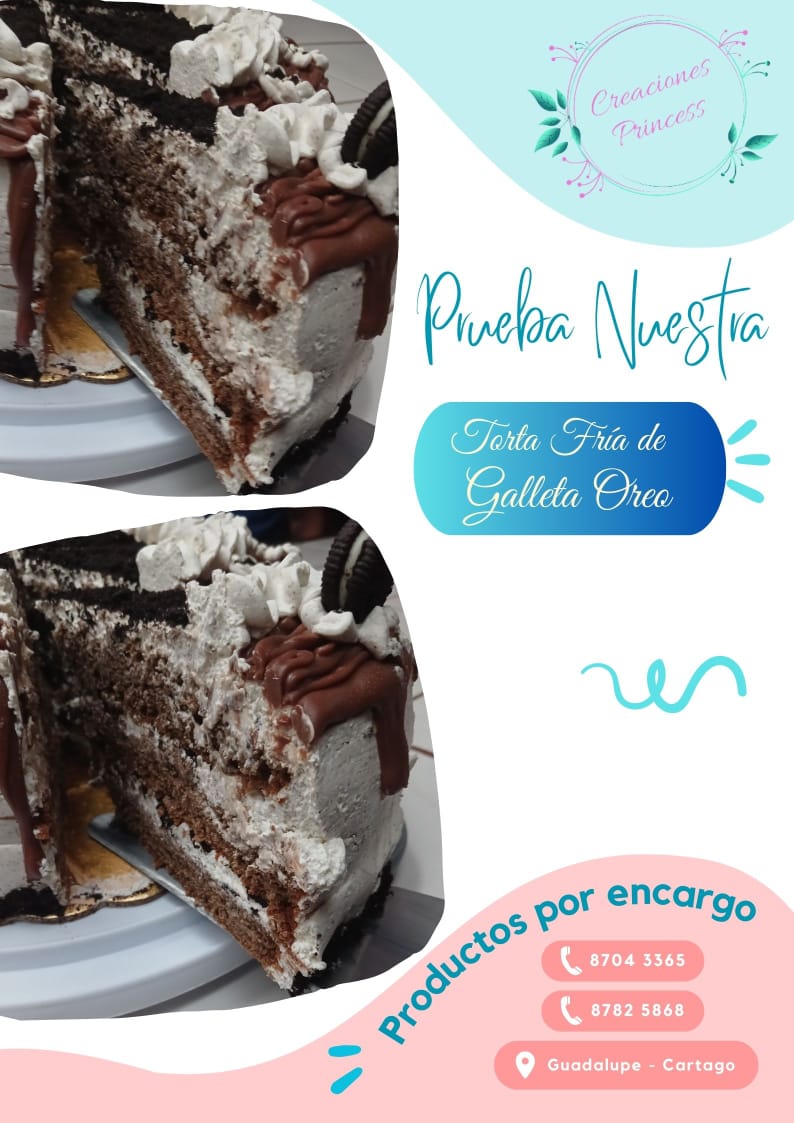 Creaciones
Princess
Prueba Nuestra
Torta Fría de
Galleta Oreo
Productos por encargo
8704 3365
8782 5868
Guadalupe - Cartago